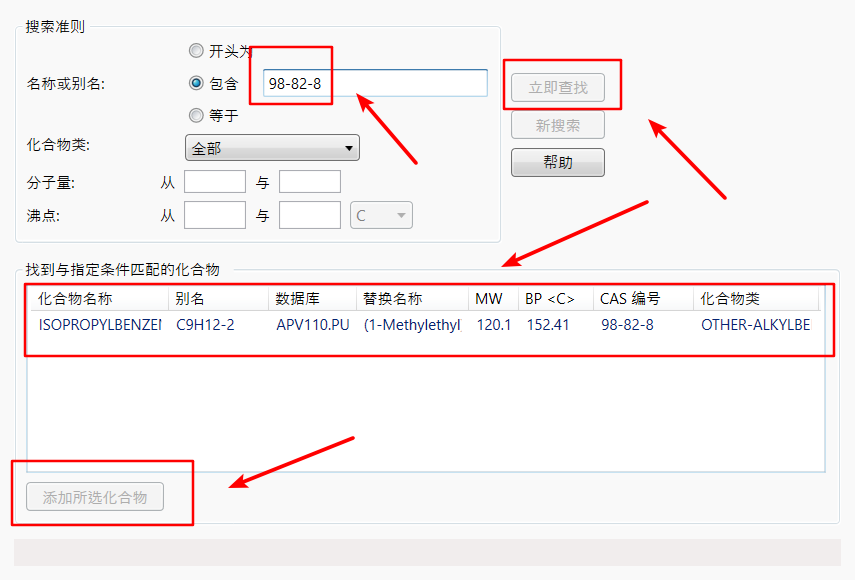 搜索准则
开头为
名称或别名: 包含 98-82-8 立即查找
等于 新搜索
化合物类: 全部 帮助
分子量: 从 与
沸点: 从 与 C
找到与指定条件匹配的化合物
化合物名称 别名 数据库 替换名称 MW BP <C> CAS 编号 化合物类
ISOPROPYLBENZEN C9H12-2 APV110.PU (1-Methylethyl 120.1 152.41 98-82-8 OTHER-ALKYLBE
添加所选化合物